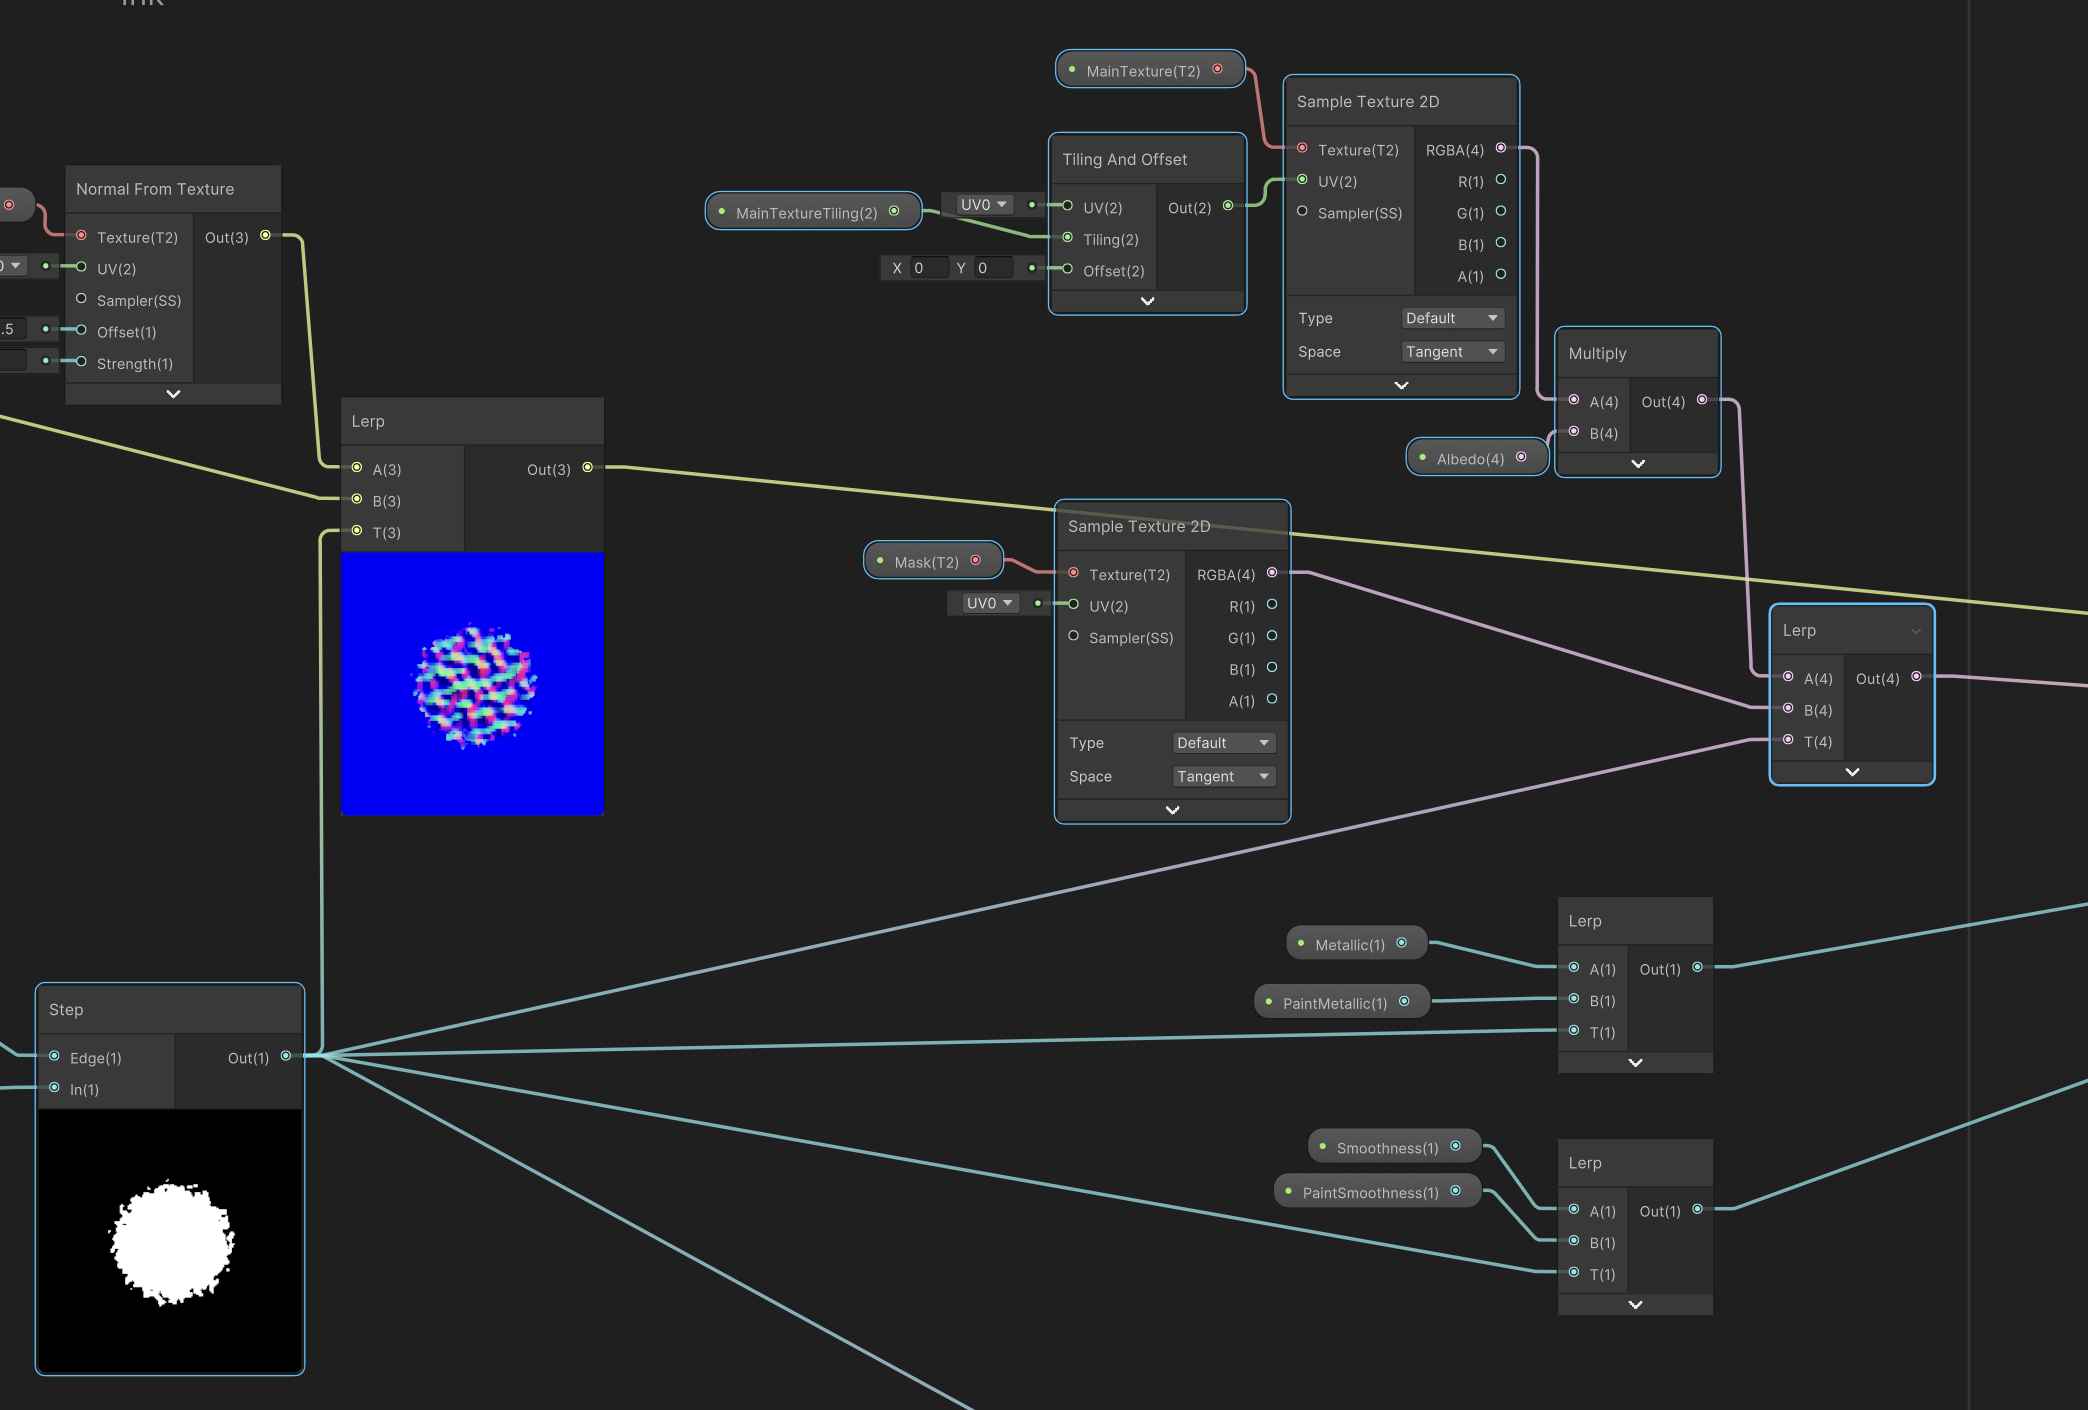 MainTexture(T2)
Sample Texture 2D
Texture(T2)
RGBA(4)
UV(2)
R(1)
Sampler(SS)
G(1)
B(1)
A(1)
Type
Default
Space
Tangent
Tiling And Offset
MainTextureTiling(2)
UV0
UV(2)
Out(2)
Tiling(2)
X 0 Y 0
Offset(2)
Normal From Texture
Texture(T2)
Out(3)
UV(2)
Sampler(SS)
.5
Offset(1)
Strength(1)
Multiply
A(4)
Out(4)
B(4)
Albedo(4)
Lerp
A(3)
Out(3)
B(3)
T(3)
Sample Texture 2D
Mask(T2)
Texture(T2)
RGBA(4)
UV0
UV(2)
R(1)
Sampler(SS)
G(1)
B(1)
A(1)
Type
Default
Space
Tangent
Lerp
A(4)
Out(4)
B(4)
T(4)
Lerp
Metallic(1)
A(1)
Out(1)
PaintMetallic(1)
B(1)
T(1)
Step
Edge(1)
Out(1)
In(1)
Lerp
Smoothness(1)
PaintSmoothness(1)
A(1)
Out(1)
B(1)
T(1)